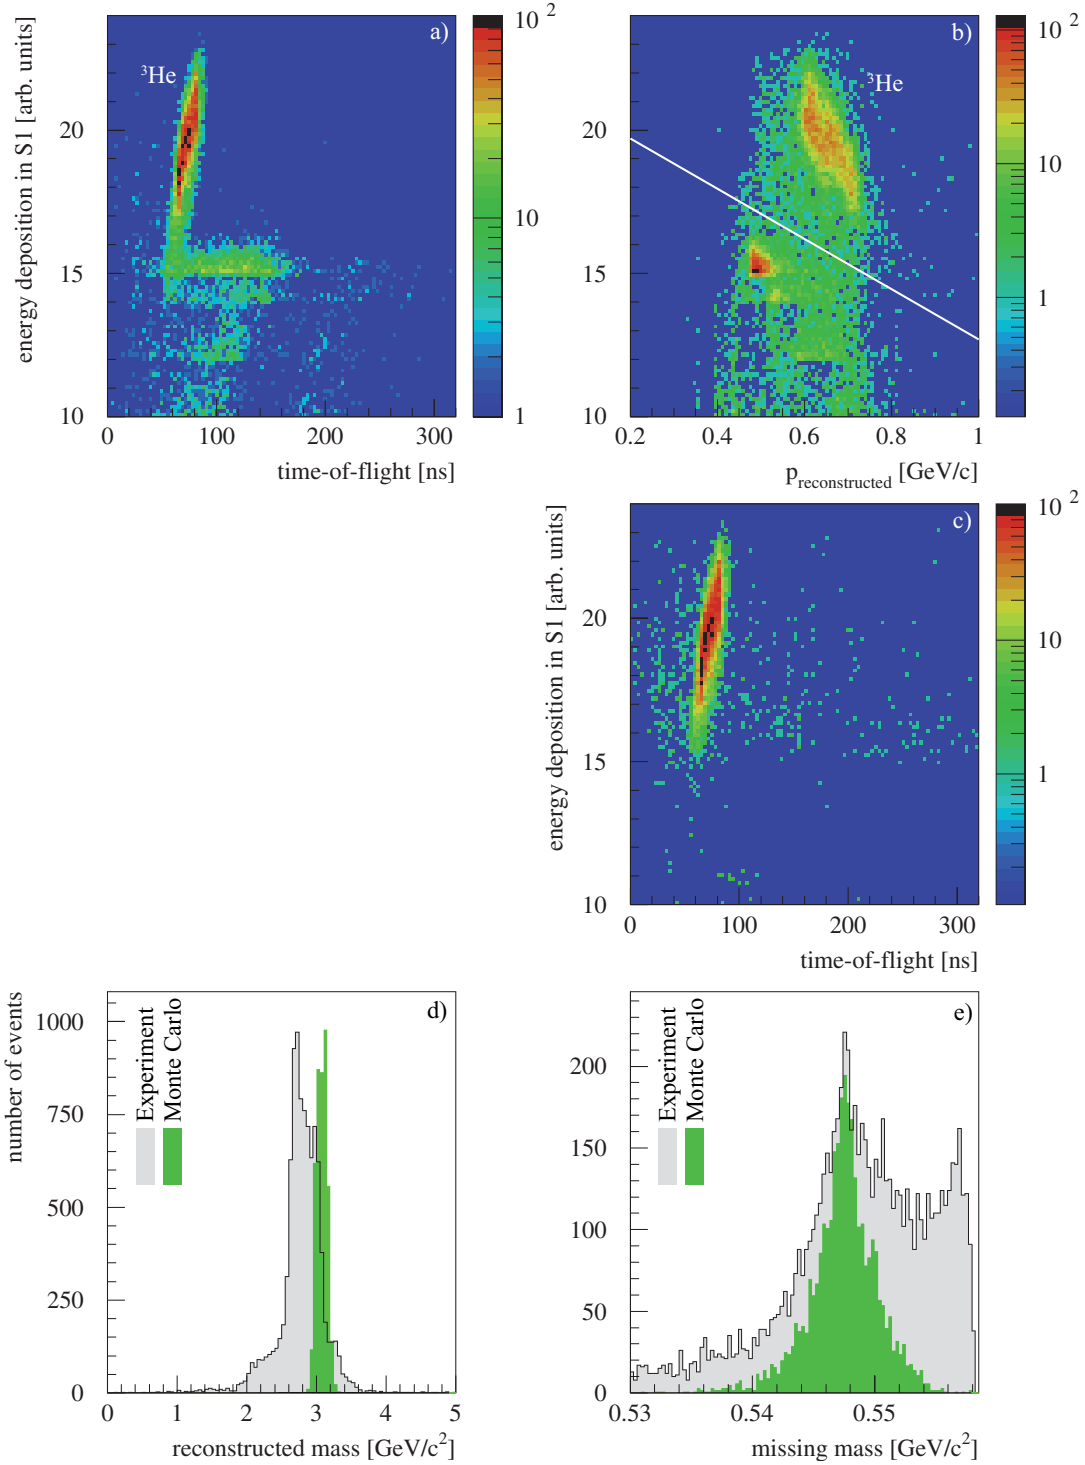 a)
³He
energy deposition in S1 [arb. units]
20
15
10
0
100
200
300
time-of-flight [ns]
10 2
10
1
b)
³He
20
15
10
0.2
0.4
0.6
0.8
1
p reconstructed [GeV/c]
10 2
10
1
c)
energy deposition in S1 [arb. units]
20
15
10
0
100
200
300
time-of-flight [ns]
10 2
10
1
d)
number of events
Experiment
Monte Carlo
1000
750
500
250
0
0
1
2
3
4
5
reconstructed mass [GeV/c²]
e)
Experiment
Monte Carlo
200
150
100
50
0
0.53
0.54
0.55
missing mass [GeV/c²]